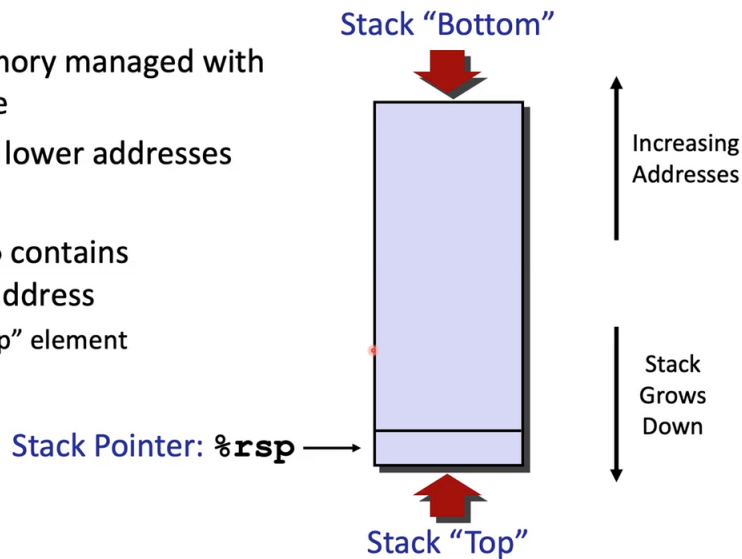 Stack “Bottom”
mory managed with
e
lower addresses
Increasing
Addresses
contains
ddress
p” element
Stack
Grows
Down
Stack Pointer: %rsp
Stack “Top”